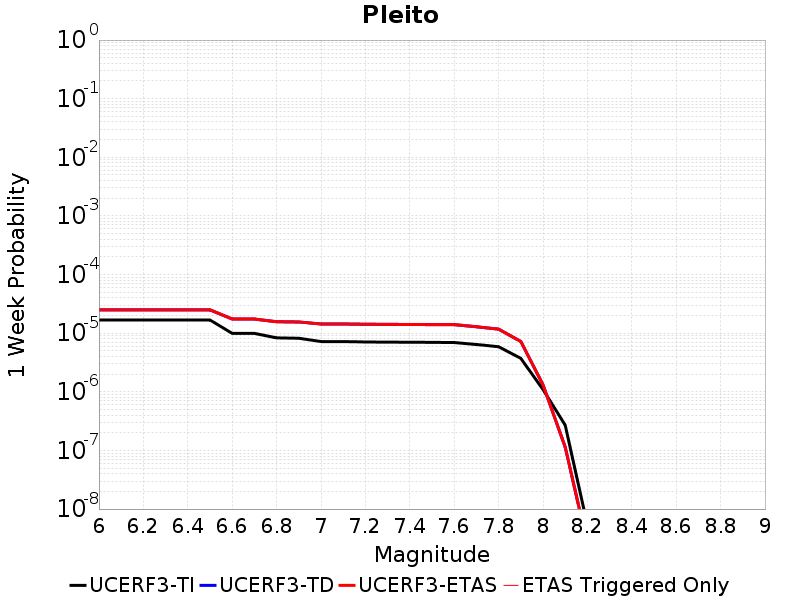 Pleito
1 Week Probability
10^0
10^-1
10^-2
10^-3
10^-4
10^-5
10^-6
10^-7
10^-8
6 6.2 6.4 6.6 6.8 7 7.2 7.4 7.6 7.8 8 8.2 8.4 8.6 8.8 9
Magnitude
UCERF3-TI UCERF3-TD UCERF3-ETAS ETAS Triggered Only